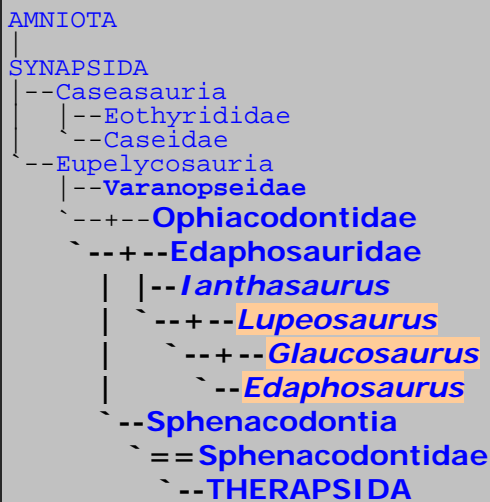 AMNIOTA
|
SYNAPSIDA
|--Caseasauria
|  |--Eothyrididae
|  `--Caseidae
`--Eupelycosauria
   |--Varanopseidae
   `--+--Ophiacodontidae
      `--+--Edaphosauridae
         |  |--Ianthasaurus
         |  `--+--Lupeosaurus
         |     `--+--Glaucosaurus
         |        `--Edaphosaurus
         `--Sphenacodontia
            `==Sphenacodontidae
               `--THERAPSIDA